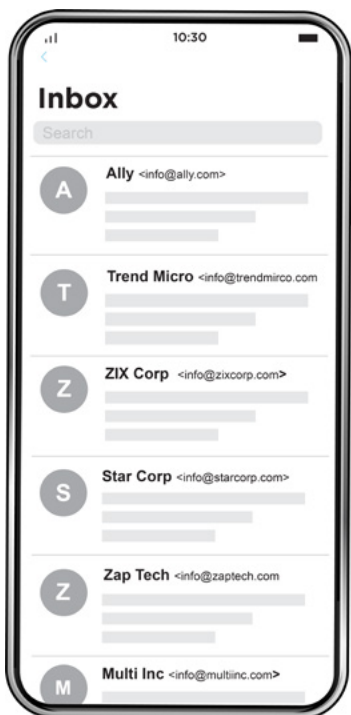 10:30
Inbox
Search
A
Ally <info@ally.com>
T
Trend Micro <info@trendmirco.com
Z
ZIX Corp <info@zixcorp.com>
S
Star Corp <info@starcorp.com>
Z
Zap Tech <info@zaptech.com
M
Multi Inc <info@multiinc.com>